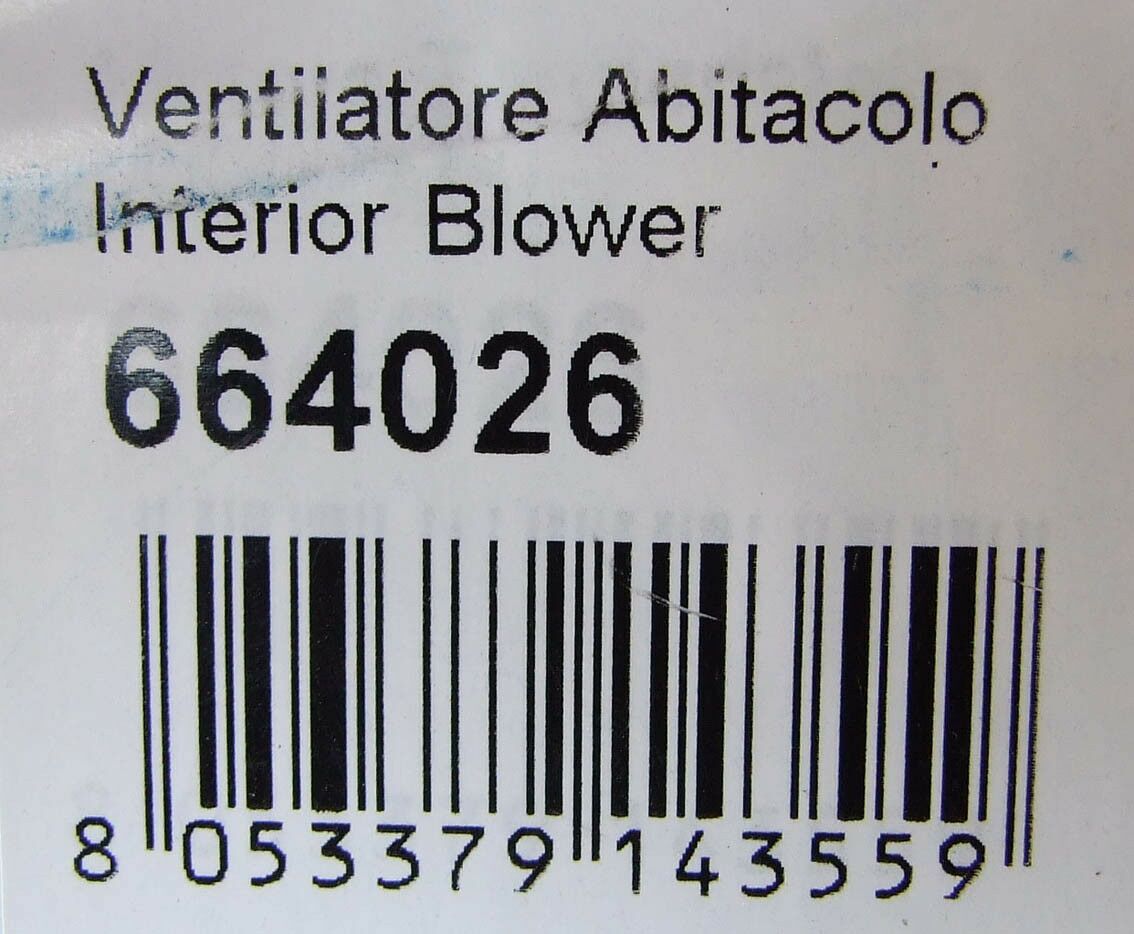 Ventilatore Abitacolo
Interior Blower
664026
8 053379 143559